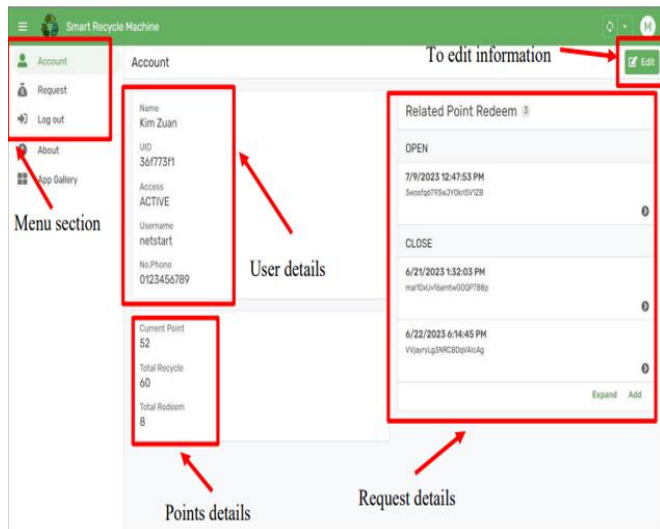 Smart Recycle Machine
M
Account
Request
Log out
About
App Gallery
Menu section
Account
To edit information
Edit
Name
Kim Zuan
UID
36f773f1
Access
ACTIVE
Username
netstart
No.Phone
0123456789
User details
Current Point
52
Total Recycle
60
Total Redeem
8
Points details
Related Point Redeem 3
OPEN
7/9/2023 12:47:53 PM
CLOSE
6/21/2023 1:32:03 PM
6/22/2023 6:14:45 PM
Expand Add
Request details